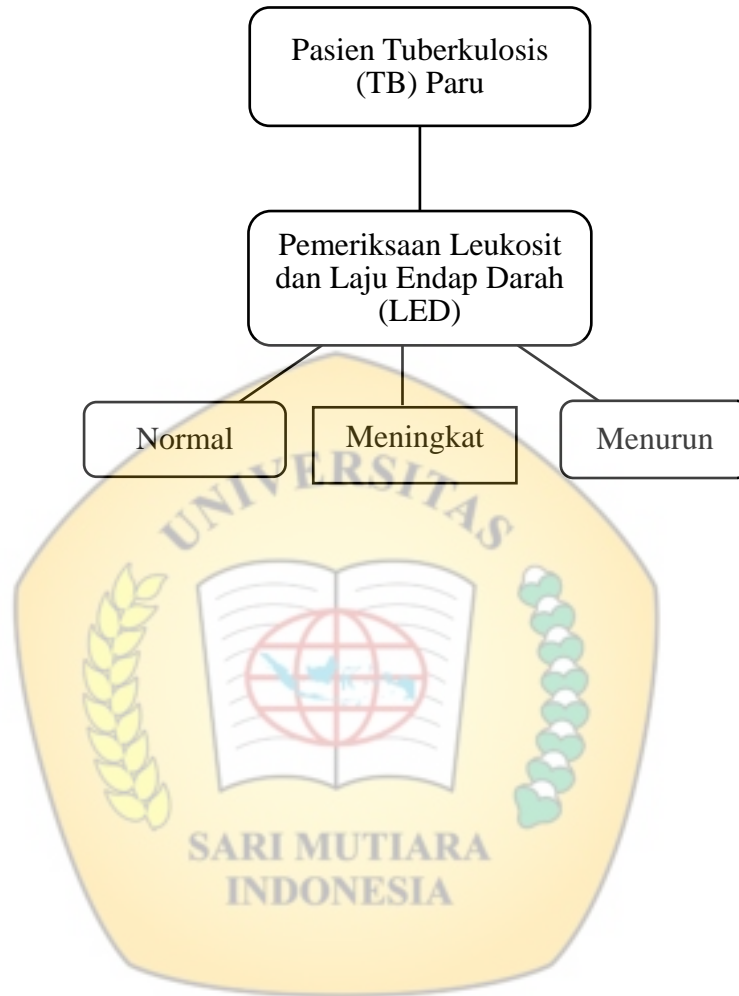 Pasien Tuberkulosis
(TB) Paru
Pemeriksaan Leukosit
dan Laju Endap Darah
(LED)
Normal
Meningkat
Menurun
UNIVERSITAS
SARI MUTIARA
INDONESIA